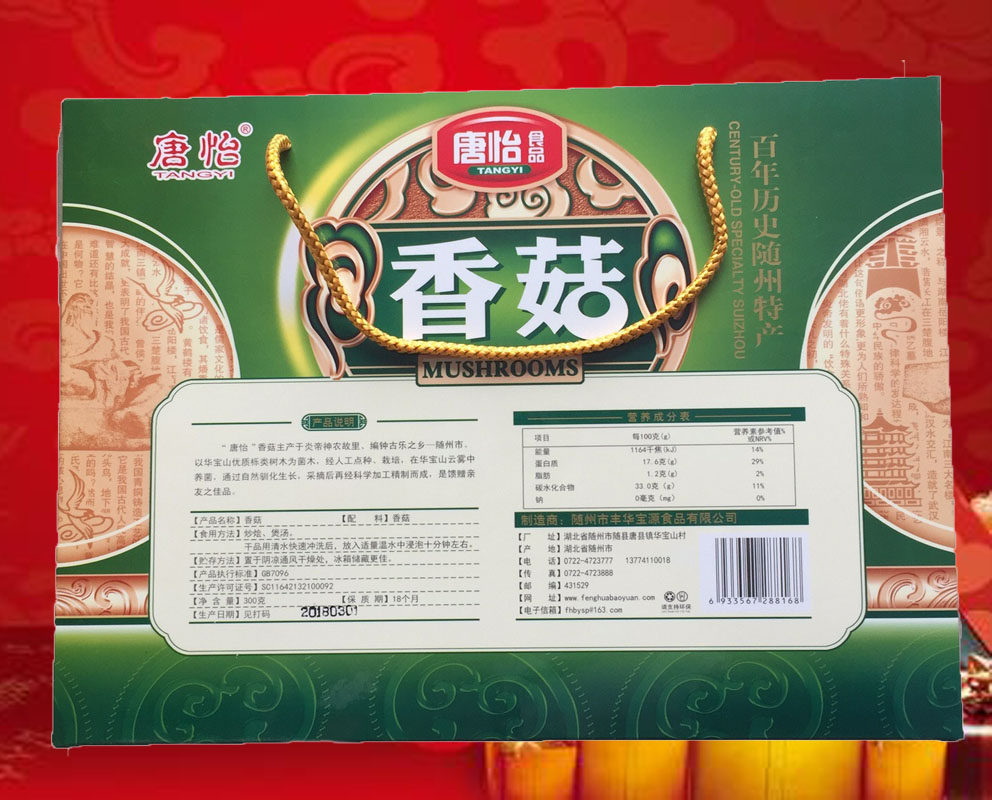 唐怡®
TANGYI
唐怡食品
TANGYI
百年历史随州特产
CENTURY-OLD SPECIALTY SUIZHOU
香菇
MUSHROOMS
产品说明
“唐怡”香菇主产于炎帝神农故里、编钟古乐之乡—随州市,
以华宝山优质栎类树木为菌木, 经人工点种, 栽培, 在华宝山云雾中
养菌, 通过自然驯化生长, 采摘后再经科学加工精制而成, 是馈赠亲
友之佳品。
【产品名称】香菇 【配 料】香菇
【食用方法】炒烩、煲汤。
干品用清水快速冲洗后, 放入适量温水中浸泡十分钟左右。
【贮存方法】置于阴凉通风干燥处, 冰箱储藏更佳。
【产品执行标准】GB7096
【生产许可证号】SC11642132100092
【净 含 量】300克 【保 质 期】18个月
【生产日期】见打码 20180301
营养成分表
项目 每100克(g) 营养素参考值%或NRV%
能量 1164千焦(kJ) 14%
蛋白质 17.6克(g) 29%
脂肪 1.2克(g) 2%
碳水化合物 33.0克(g) 11%
钠 0毫克(mg) 0%
制造商:随州市丰华宝源食品有限公司
【厂 址】湖北省随州市随县唐县镇华宝山村
【产 地】湖北省随州市
【电 话】0722-4723777 13774110018
【传 真】0722-4723888
【邮 编】431529
【网 址】www.fenghuabaoyuan.com
【电子信箱】fhbysp@163.com
请支持环保
6 933567 288168